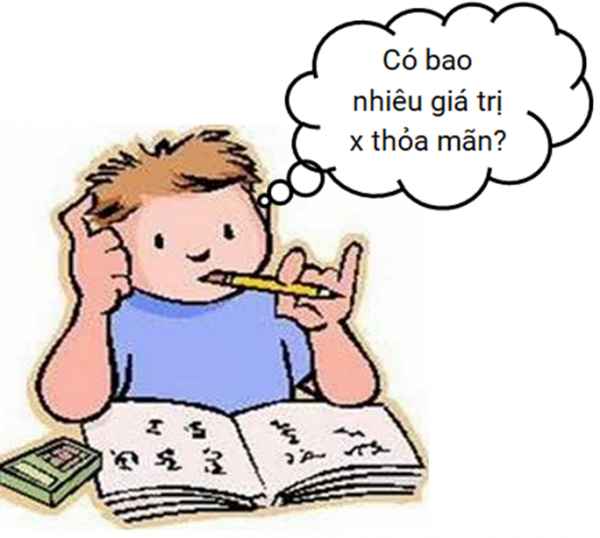 Có bao
nhiêu giá trị
x thỏa mãn?